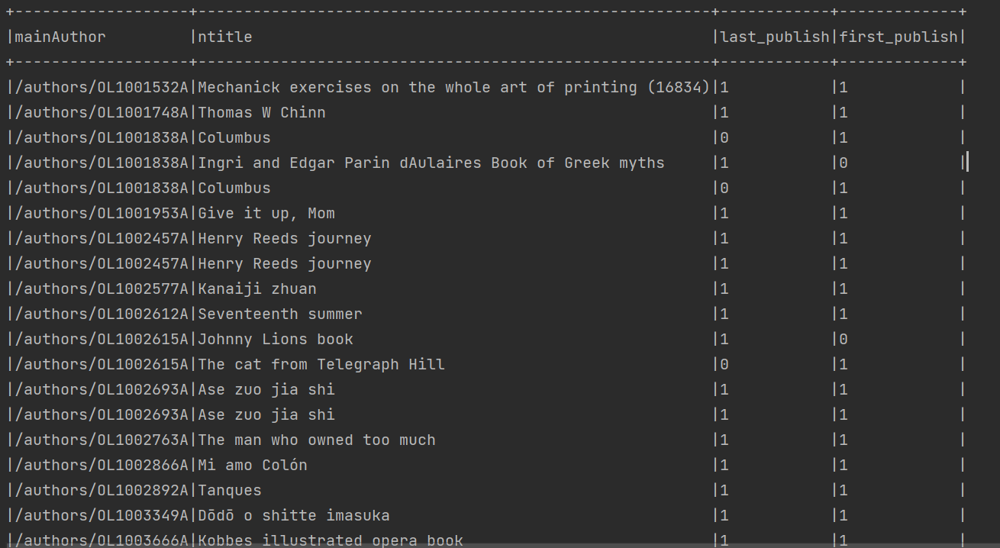 +-------------------+--------------------------------------------------------+------------+-------------+
|mainAuthor         |ntitle                                                  |last_publish|first_publish|
+-------------------+--------------------------------------------------------+------------+-------------+
|/authors/OL1001532A|Mechanick exercises on the whole art of printing (16834)|1           |1            |
|/authors/OL1001748A|Thomas W Chinn                                          |1           |1            |
|/authors/OL1001838A|Columbus                                                |0           |1            |
|/authors/OL1001838A|Ingri and Edgar Parin dAulaires Book of Greek myths     |1           |0            |
|/authors/OL1001838A|Columbus                                                |0           |1            |
|/authors/OL1001953A|Give it up, Mom                                         |1           |1            |
|/authors/OL1002457A|Henry Reeds journey                                     |1           |1            |
|/authors/OL1002457A|Henry Reeds journey                                     |1           |1            |
|/authors/OL1002577A|Kanaiji zhuan                                           |1           |1            |
|/authors/OL1002612A|Seventeenth summer                                      |1           |1            |
|/authors/OL1002615A|Johnny Lions book                                       |1           |0            |
|/authors/OL1002615A|The cat from Telegraph Hill                             |0           |1            |
|/authors/OL1002693A|Ase zuo jia shi                                         |1           |1            |
|/authors/OL1002693A|Ase zuo jia shi                                         |1           |1            |
|/authors/OL1002763A|The man who owned too much                              |1           |1            |
|/authors/OL1002866A|Mi amo Colón                                            |1           |1            |
|/authors/OL1002892A|Tanques                                                 |1           |1            |
|/authors/OL1003349A|Dōdō o shitte imasuka                                   |1           |1            |
|/authors/OL1003666A|Kobbes illustrated opera book                           |1           |1            |